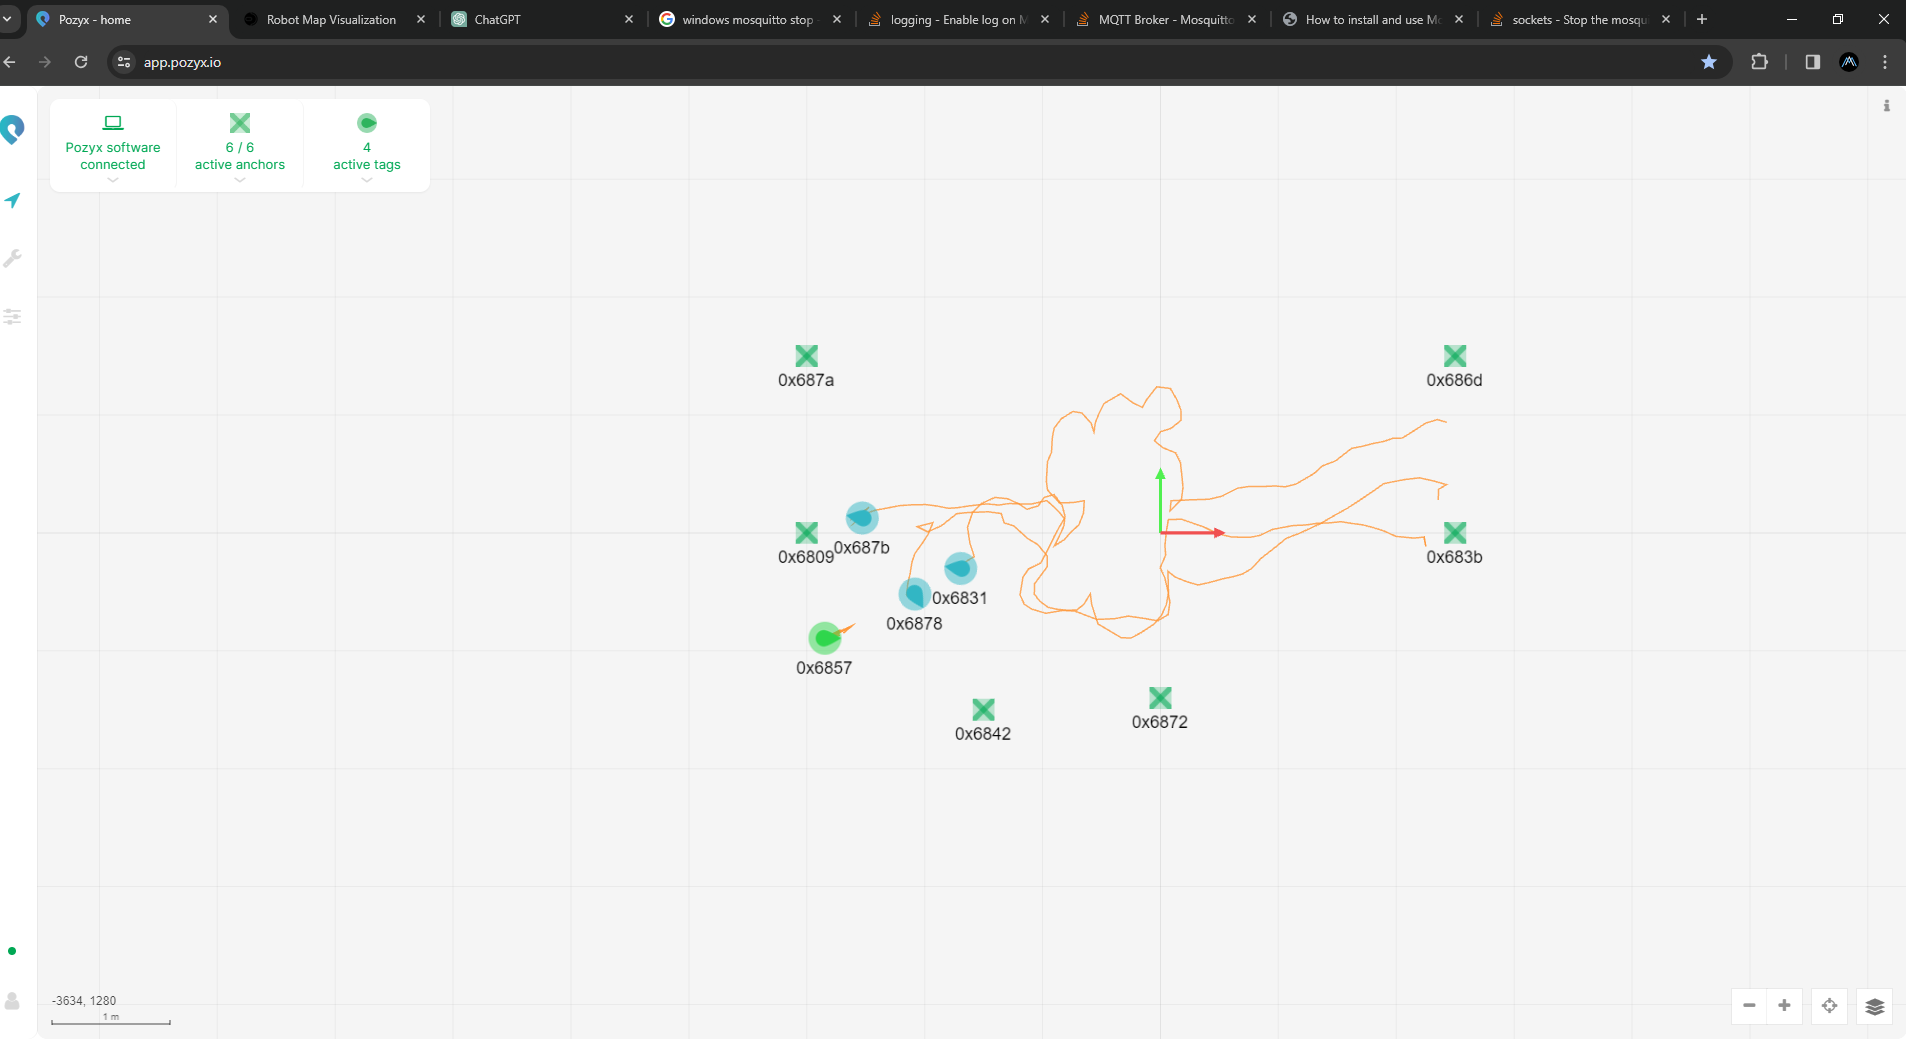 Pozyx - home
Robot Map Visualization
ChatGPT
windows mosquitto stop
logging - Enable log on M
MQTT Broker - Mosquitto
How to install and use Mo
sockets - Stop the mosqu
app.pozyx.io
Pozyx software
connected
6 / 6
active anchors
4
active tags
0x687a
0x686d
0x6809
0x687b
0x683b
0x6831
0x6878
0x6857
0x6842
0x6872
-3634, 1280
1 m